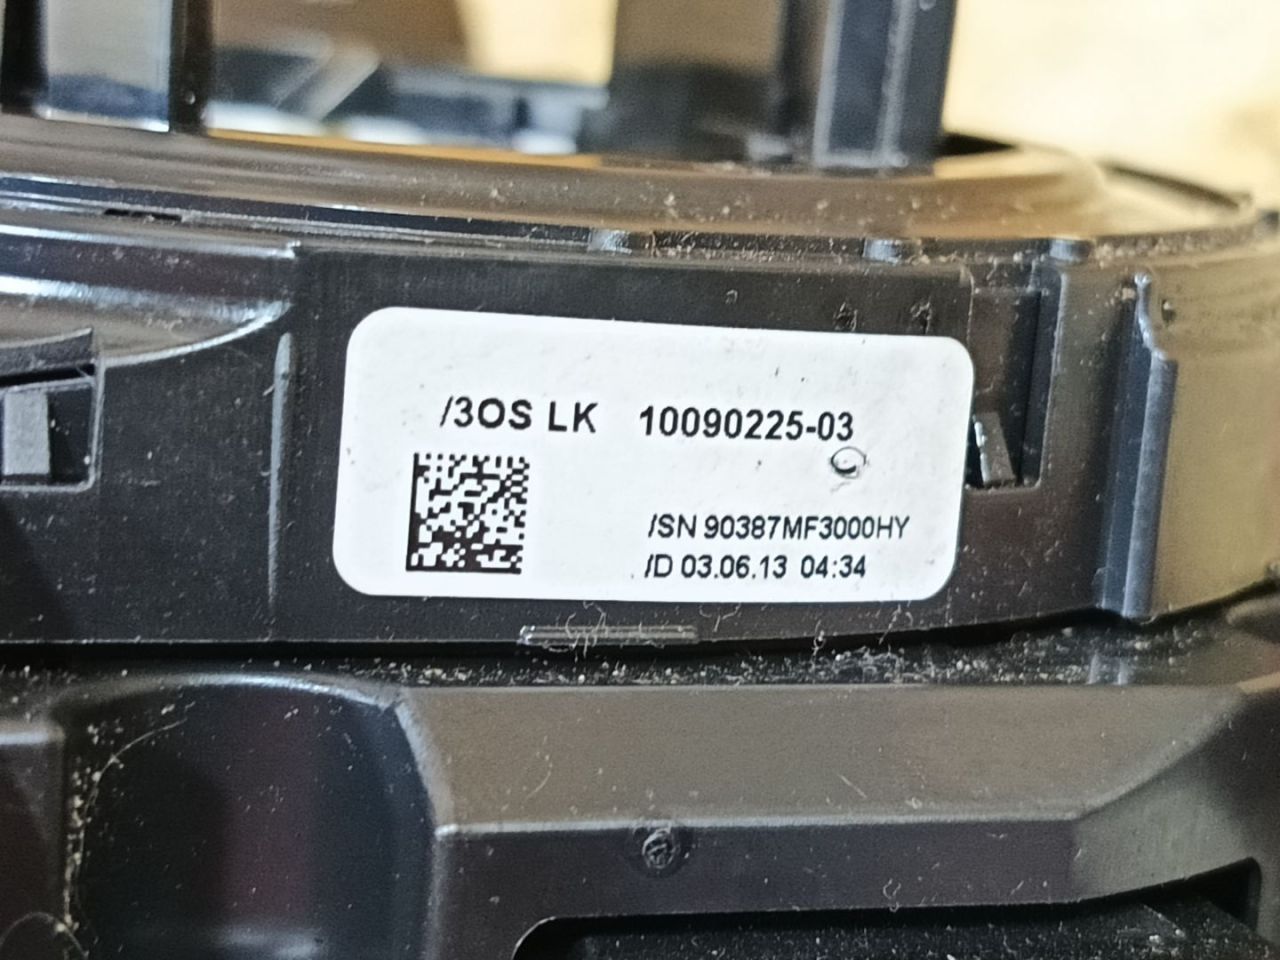 /3OS LK 10090225-03
/SN 90387MF3000HY
/D 03.06.13 04:34